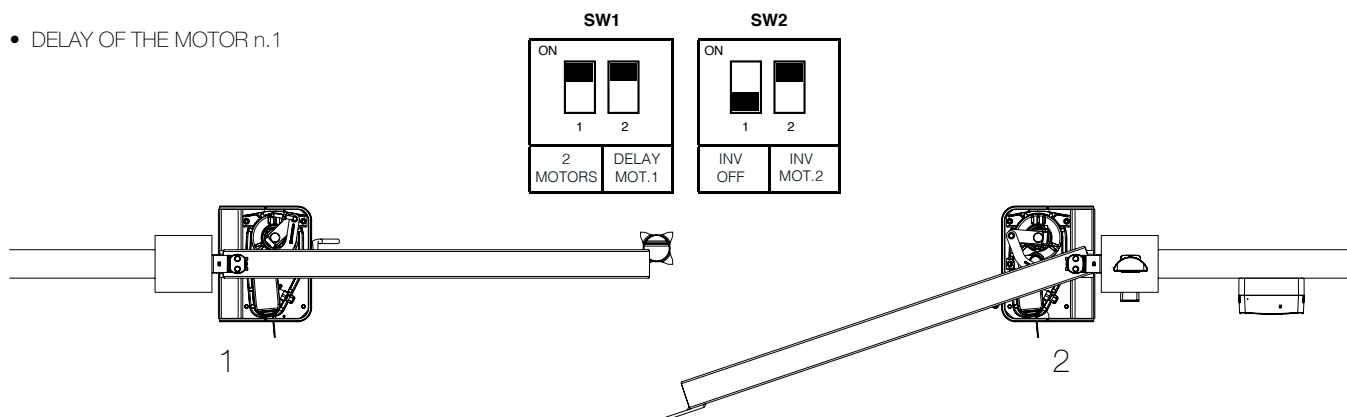 • DELAY OF THE MOTOR n.1
SW1
ON
1 2
2 MOTORS
DELAY MOT.1
SW2
ON
1 2
INV OFF
INV MOT.2
1
2